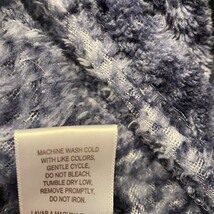 MACHINE WASH COLD
WITH LIKE COLORS,
GENTLE CYCLE,
DO NOT BLEACH,
TUMBLE DRY LOW,
REMOVE PROMPTLY,
DO NOT IRON.
LAVAR A